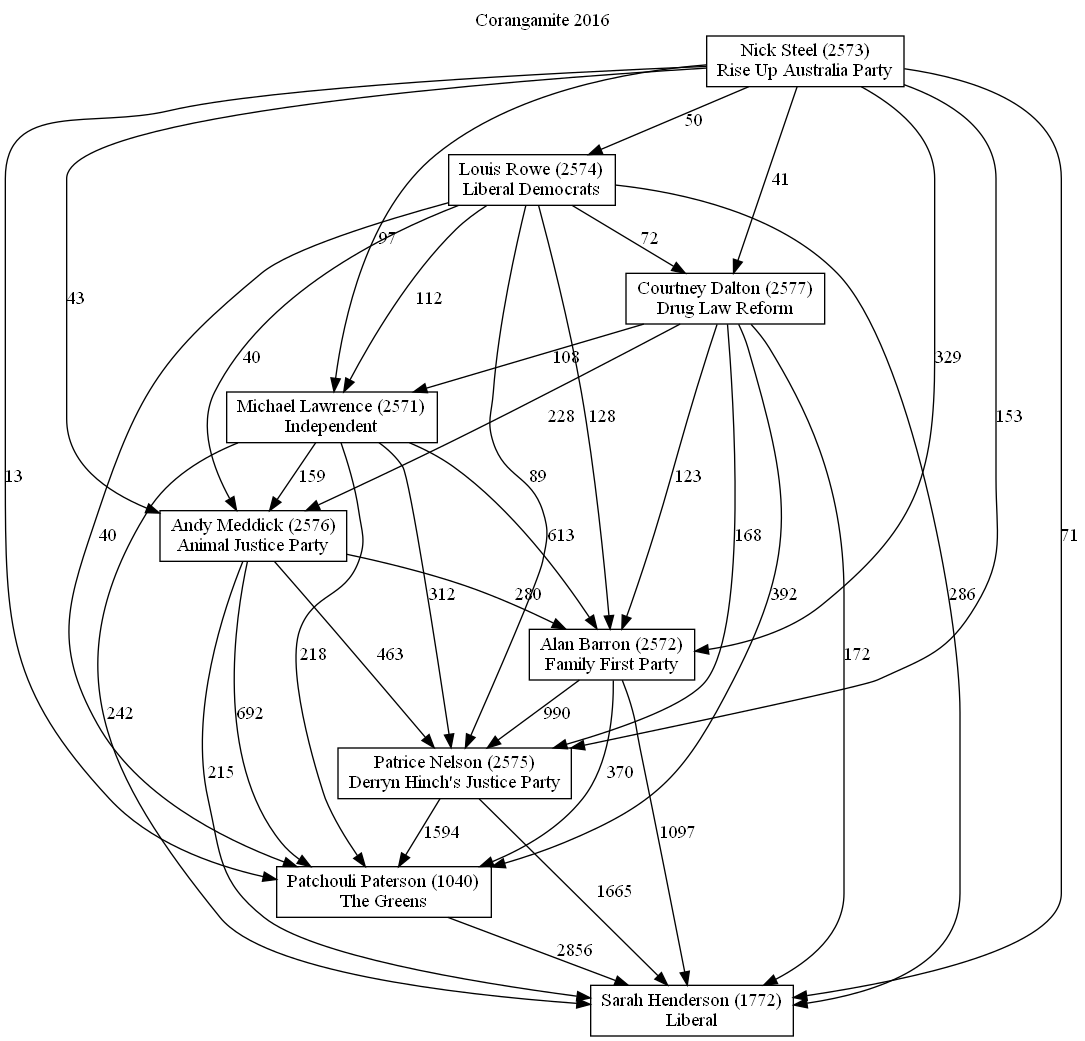 Corangamite 2016
Nick Steel (2573)
Rise Up Australia Party
50
41
Louis Rowe (2574)
Liberal Democrats
97
72
Courtney Dalton (2577)
Drug Law Reform
43
112
40
108
329
Michael Lawrence (2571)
Independent
228
128
153
13
159
89
123
Andy Meddick (2576)
Animal Justice Party
40
613
168
71
312
280
392
286
Alan Barron (2572)
Family First Party
218
463
172
242
692
990
Patrice Nelson (2575)
Derryn Hinch's Justice Party
215
370
1594
1097
Patchouli Paterson (1040)
The Greens
1665
2856
Sarah Henderson (1772)
Liberal